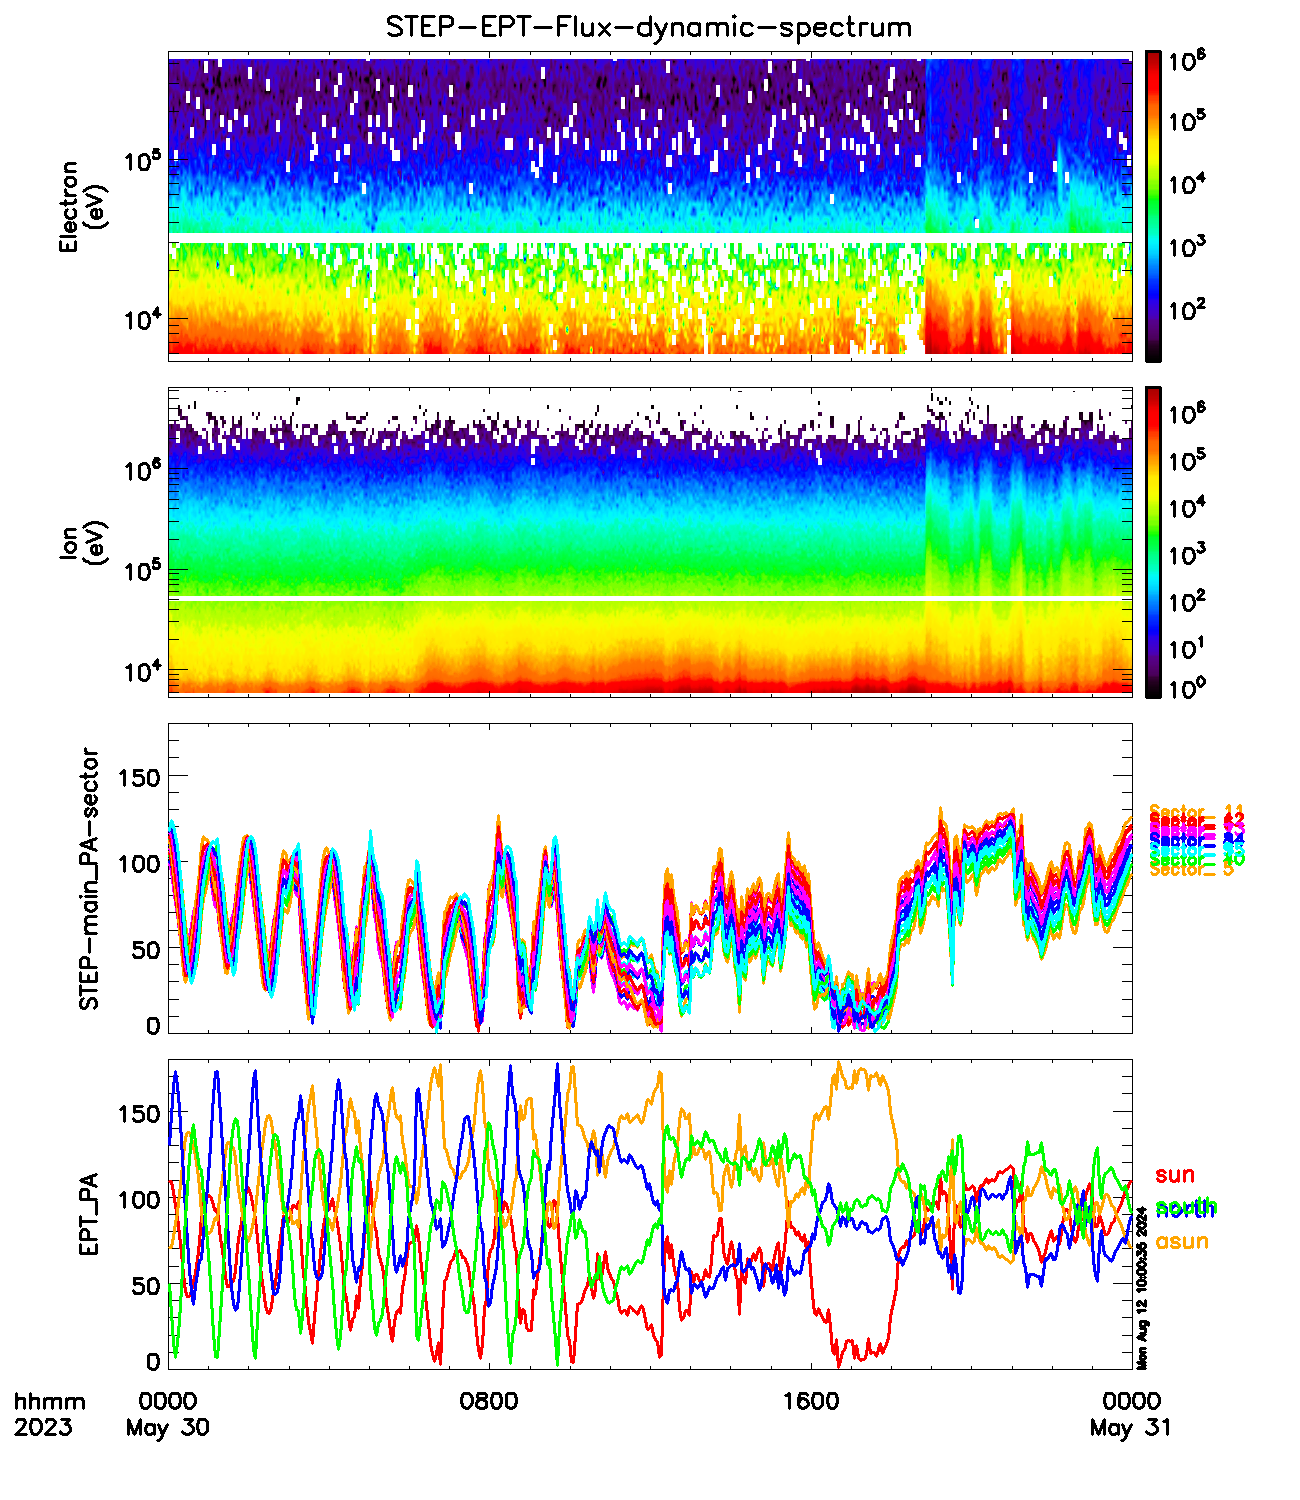 STEP-EPT-Flux-dynamic-spectrum
Electron
(eV)
10^5
10^4
10^6
10^5
10^4
10^3
10^2
Ion
(eV)
10^6
10^5
10^4
10^6
10^5
10^4
10^3
10^2
10^1
10^0
STEP-main_PA-sector
150
100
50
0
Sector_ 11
Sector_ 5
EPT_PA
150
100
50
0
sun
south
north
asun
Mon Aug 12 10:00:35 2024
hhmm 0000 0800 1600 0000
2023 May 30 May 31